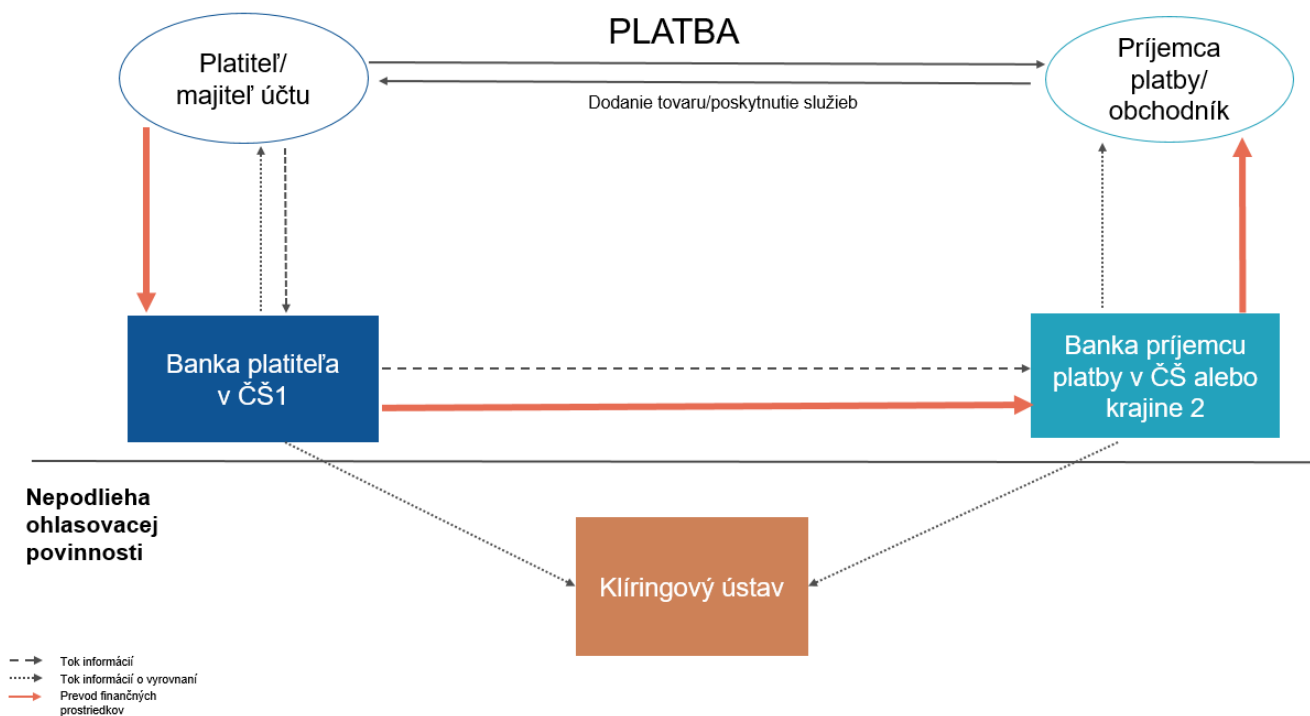 PLATBA
Platiteľ/
majiteľ účtu
Príjemca
platby/
obchodník
Dodanie tovaru/poskytnutie služieb
Banka platiteľa
v ČŠ1
Banka príjemcu
platby v ČŠ alebo
krajine 2
Nepodlieha
ohlasovacej
povinnosti
Klíringový ústav
Tok informácií
Tok informácií o vyrovnaní
Prevod finančných
prostriedkov